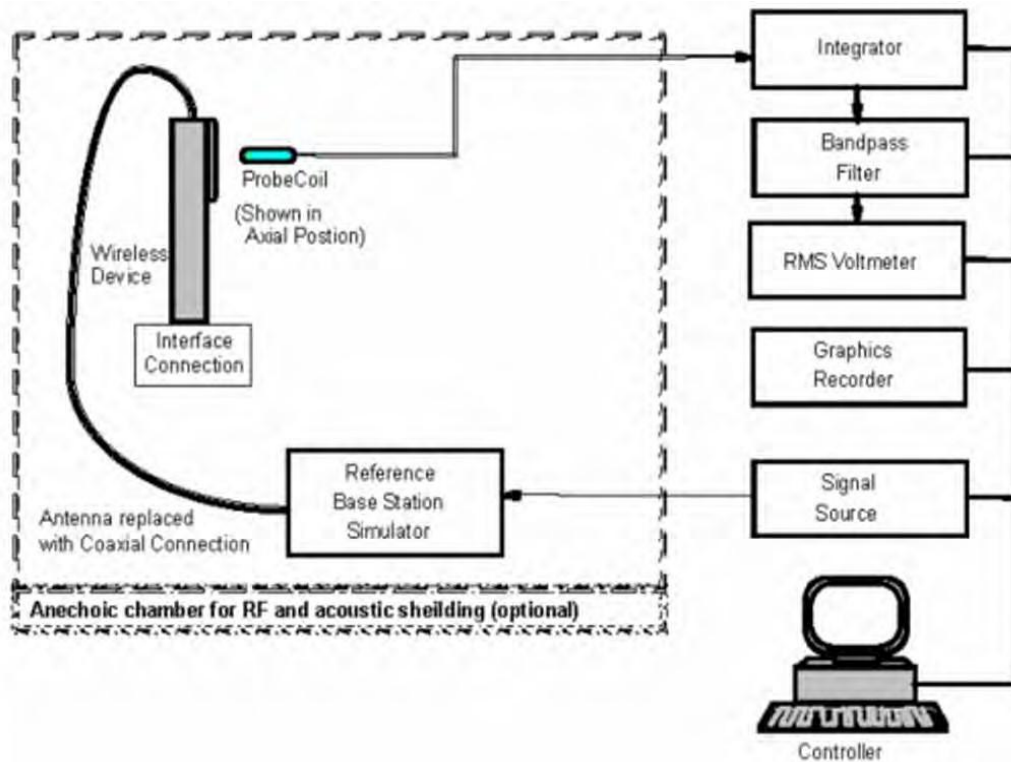 Integrator
Bandpass
Filter
RMS Voltmeter
Graphics
Recorder
Signal
Source
Controller
ProbeCoil
(Shown in
Axial Postion)
Wireless
Device
Interface
Connection
Reference
Base Station
Simulator
Antenna replaced
with Coaxial Connection
Anechoic chamber for RF and acoustic sheilding (optional)